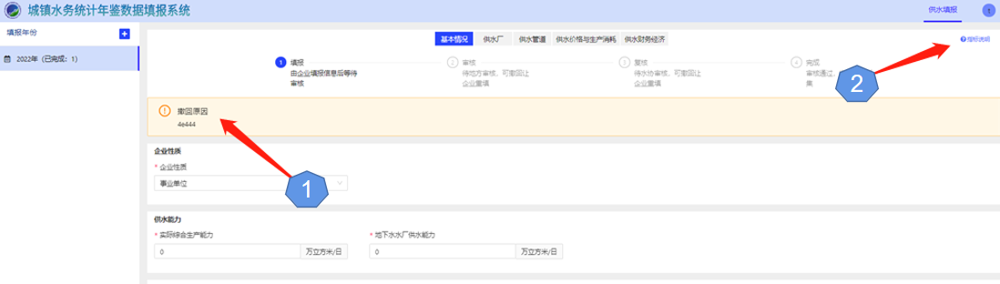 城镇水务统计年鉴数据填报系统
供水填报
1
填报年份
2022年（已完成：1）
基本情况
供水厂
供水管道
供水价格与生产消耗
供水财务经济
指标说明
1 填报
由企业填报信息后等待
审核
2 审核
待地方审核，可撤回让
企业重填
3 复核
待水协审核，可撤回让
企业重填
4 完成
审核通过，
集
2
撤回原因
4e444
1
企业性质
* 企业性质
事业单位
供水能力
* 实际综合生产能力
0 万立方米/日
* 地下水水厂供水能力
0 万立方米/日